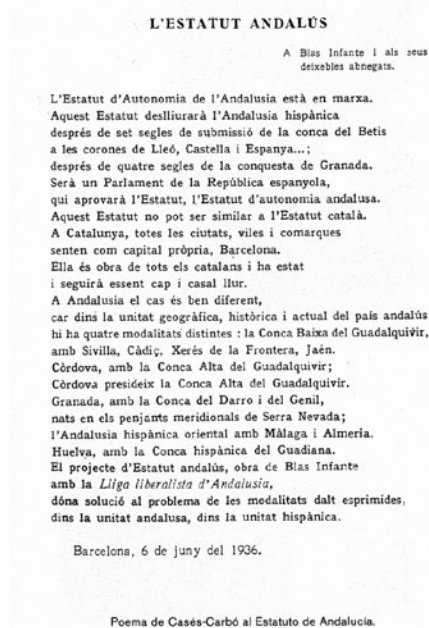 L'ESTATUT ANDALÚS
A Blas Infante i als seus
deixebles abnegats.
L'Estatut d'Autonomia de l'Andalusia està en marxa.
Aquest Estatut deslliurarà l'Andalusia hispànica
després de set segles de submissió de la conca del Betis
a les corones de Lleó, Castella i Espanya...;
després de quatre segles de la conquesta de Granada.
Serà un Parlament de la República espanyola,
qui aprovarà l'Estatut, l'Estatut d'autonomia andalusa.
Aquest Estatut no pot ser similar a l'Estatut català.
A Catalunya, totes les ciutats, viles i comarques
senten com capital pròpria, Barcelona.
Ella és obra de tots els catalans i ha estat
i seguirà essent cap i casal llur.
A Andalusia el cas és ben diferent,
car dins la unitat geogràfica, històrica i actual del país andalús
hi ha quatre modalitats distintes : la Conca Baixa del Guadalquivir,
amb Sivilla, Càdiç, Xerés de la Frontera, Jaén.
Còrdova, amb la Conca Alta del Guadalquivir;
Còrdova presideix la Conca Alta del Guadalquivir.
Granada, amb la Conca del Darro i del Genil,
nats en els penjants meridionals de Serra Nevada;
l'Andalusia hispànica oriental amb Màlaga i Almeria.
Huelva, amb la Conca hispànica del Guadiana.
El projecte d'Estatut andalús, obra de Blas Infante
amb la Lliga liberalista d'Andalusia,
dóna solució al problema de les modalitats dalt esprimides,
dins la unitat andalusa, dins la unitat hispànica.
Barcelona, 6 de juny del 1936.
Poema de Casés-Carbó al Estatuto de Andalucía.